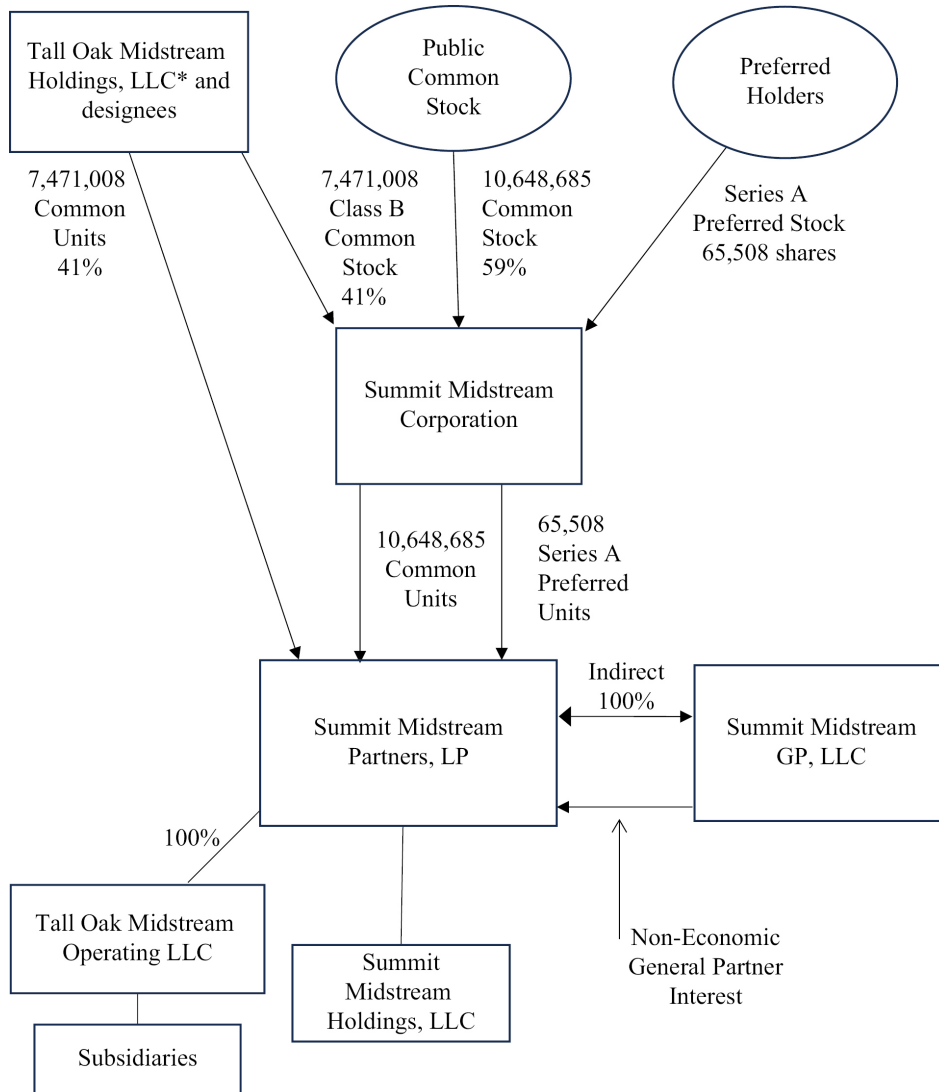 Tall Oak Midstream
Holdings, LLC* and
designees
Public
Common
Stock
Preferred
Holders
7,471,008
Common
Units
41%
7,471,008
Class B
Common
Stock
41%
10,648,685
Common
Stock
59%
Series A
Preferred Stock
65,508 shares
Summit Midstream
Corporation
10,648,685
Common
Units
65,508
Series A
Preferred
Units
Summit Midstream
Partners, LP
Indirect
100%
Summit Midstream
GP, LLC
100%
Tall Oak Midstream
Operating LLC
Summit
Midstream
Holdings, LLC
Non-Economic
General Partner
Interest
Subsidiaries